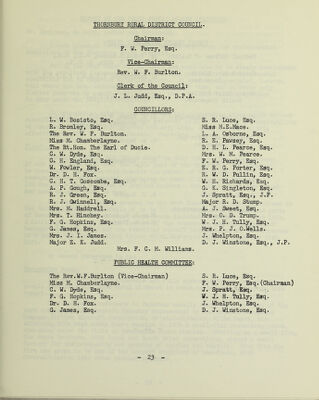 THORNBURY RURAL DISTRICT COUNCIL.
Chairman:
F. W. Perry, Esq.
Vice-Chairman:
Rev. W. F. Burlton.
Clerk of the Council:
J. L. Judd, Esq., D.P.A.
COUNCILLORS:
L. W. Bosisto, Esq.
R. Bromley, Esq.
The Rev. W. F. Burlton.
Miss M. Chamberlayne.
The Rt.Hon. The Earl of Ducie.
C. W. Dyde, Esq.
G. H. England, Esq.
W. Fowler, Esq.
Dr. D. H. Fox.
C. H. T. Goscombe, Esq.
A. P. Gough, Esq.
R. J. Green, Esq.
R. J. Gwinnell, Esq.
Mrs. M. Haddrell.
Mrs. T. Hinchey.
F. G. Hopkins, Esq.
G. James, Esq.
Mrs. J. I. James.
Major E. K. Judd.
S. R. Luce, Esq.
Miss H.E.Mace.
L. A. Osborne, Esq.
R. E. Pavosey, Esq.
D. H. L. Pearce, Esq.
Mrs. W. M. Pearce.
F. W. Perry, Esq.
E. R. G. Porter, Esq.
H. W. D. Pullin, Esq.
W. H. Richards, Esq.
G. K. Singleton, Esq.
J. Spratt, Esq., J.P.
Major R. D. Stump.
A. J. Sweet, Esq.
Mrs. O. D. Trump.
W. J. H. Tully, Esq.
Mrs. P. J. O.Wells.
J. Whelpton, Esq.
D. J. Winstone, Esq., J.P.
Mrs. F. C. M. Williams.
PUBLIC HEALTH COMMITTEE:
The Rev.W.F.Burlton (Vice-Chairman)
Miss M. Chamberlayne.
C. W. Dyde, Esq.
F. G. Hopkins, Esq.
Dr. D. H. Fox.
G. James, Esq.
S. R. Luce, Esq.
F. W. Perry, Esq.(Chairman)
J. Spratt, Esq.
W. J. H. Tully, Esq.
J. Whelpton, Esq.
D. J. Winstone, Esq.
- 23 -